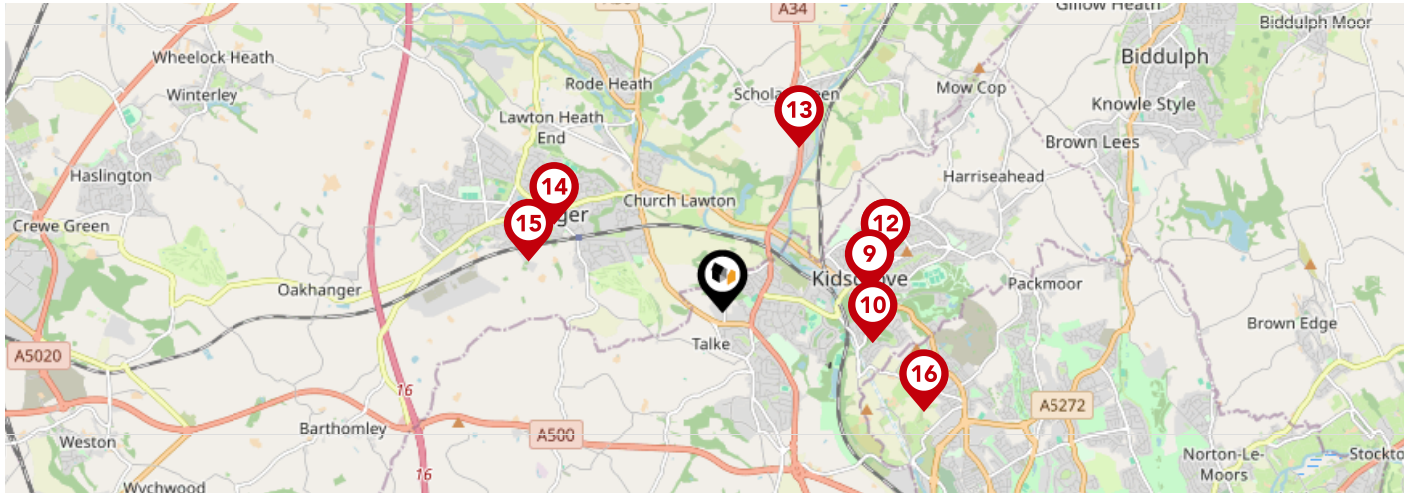 A34
Gillow Heath
Biddulph Moor
Wheelock Heath
Biddulph
Rode Heath
Mow Cop
Winterley
13
Knowle Style
Lawton Heath
End
Brown Lees
Haslington
Harriseahead
14
Church Lawton
15
12
Crewe Green
9
Kidsgrove
Oakhanger
Packmoor
10
Brown Edge
Talke
A5020
16
16
A5272
Barthomley
A500
Weston
Norton-Le-
Moors
16
Wychwood